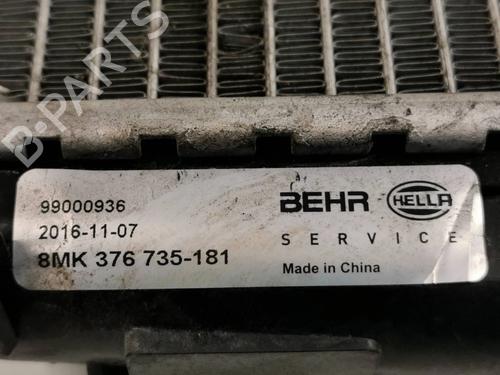 B-PARTS
99000936
BEHR HELLA
2016-11-07
SERVICE
8MK 376 735-181
Made in China